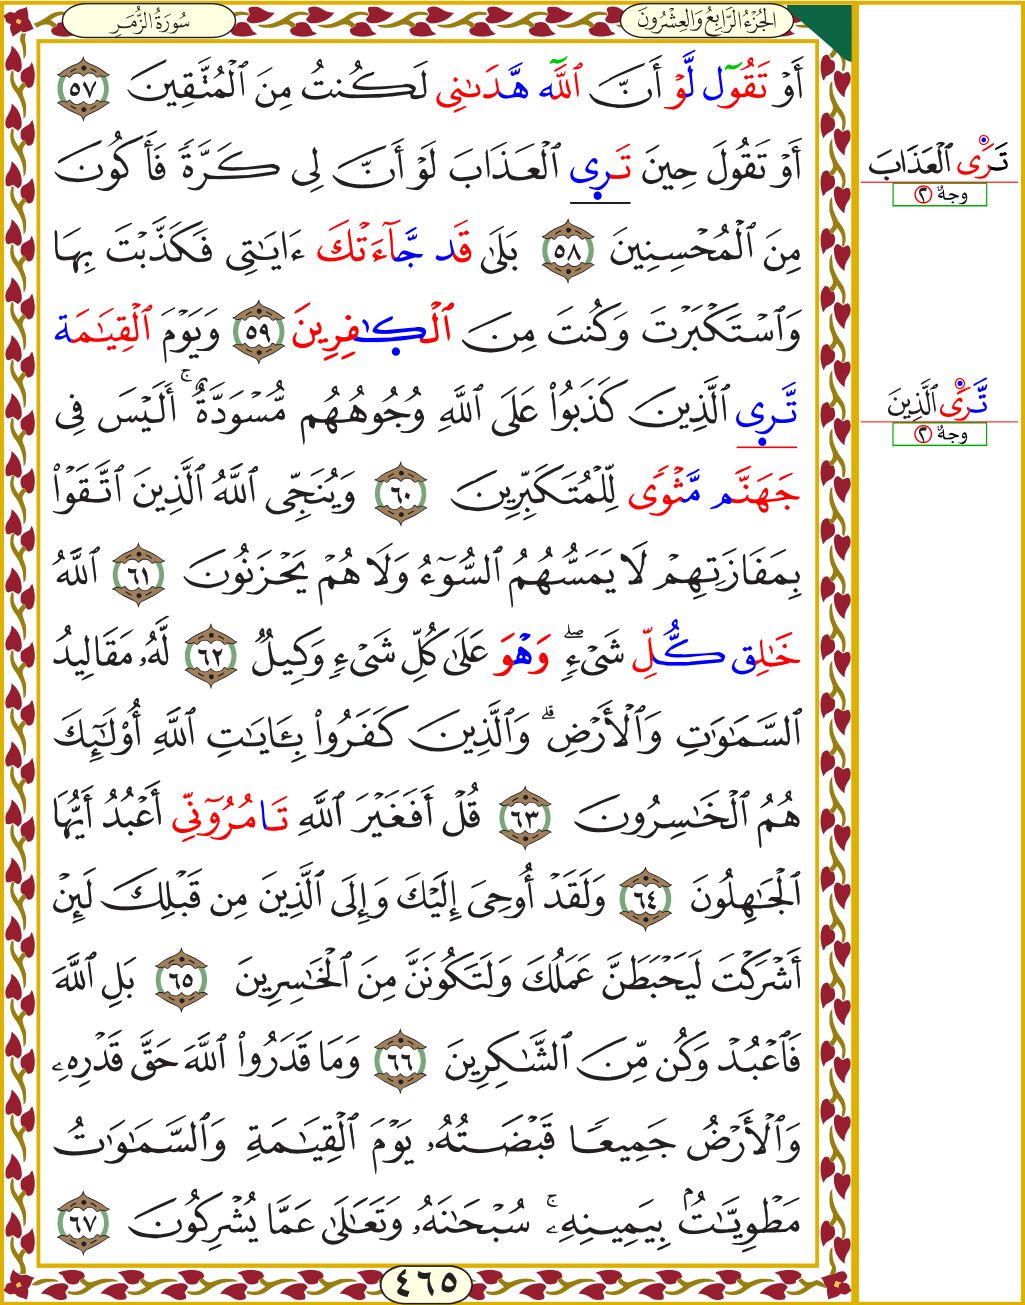 سُورَةُ الزُّمَرِ
الجُزْءُ الرَّابِعُ وَالعِشْرُونَ
أَوۡ تَقُوٓل لَّوۡ أَنَّ ٱللَّٓه هَّدَىٰنِي لَكُنتُ مِنَ ٱلۡمُتَّقِينَ ٥٧
أَوۡ تَقُولَ حِينَ تَرِي ٱلۡعَذَابَ لَوۡ أَنَّ لِي كَرَّةٗ فَأَكُونَ
مِنَ ٱلۡمُحۡسِنِينَ ٥٨ بَلَىٰ قَد جَّآءَتۡكَ ءَايَٰتِي فَكَذَّبۡتَ بِهَا
وَٱسۡتَكۡبَرۡتَ وَكُنتَ مِنَ ٱلۡكَٰفِرِينَ ٥٩ وَيَوۡمَ ٱلۡقِيَٰمَة
تَّرِي ٱلَّذِينَ كَذَبُواْ عَلَى ٱللَّهِ وُجُوهُهُم مُّسۡوَدَّةٌۚ أَلَيۡسَ فِي
جَهَنَّم مَّثۡوٗى لِّلۡمُتَكَبِّرِينَ ٦٠ وَيُنَجِّي ٱللَّهُ ٱلَّذِينَ ٱتَّقَوۡاْ
بِمَفَازَتِهِمۡ لَا يَمَسُّهُمُ ٱلسُّوٓءُ وَلَا هُمۡ يَحۡزَنُونَ ٦١ ٱللَّهُ
خَٰلِق كُّلِّ شَيۡءٖۖ وَهۡوَ عَلَىٰ كُلِّ شَيۡءٖ وَكِيلٞ ٦٢ لَّهُۥ مَقَالِيدُ
ٱلسَّمَٰوَٰتِ وَٱلۡأَرۡضِۗ وَٱلَّذِينَ كَفَرُواْ بِـَٔايَٰتِ ٱللَّهِ أُوْلَٰٓئِكَ
هُمُ ٱلۡخَٰسِرُونَ ٦٣ قُلۡ أَفَغَيۡرَ ٱللَّهِ تَامُرُوٓنِّي أَعۡبُدُ أَيُّهَا
ٱلۡجَٰهِلُونَ ٦٤ وَلَقَدۡ أُوحِيَ إِلَيۡكَ وَإِلَى ٱلَّذِينَ مِن قَبۡلِكَ لَئِنۡ
أَشۡرَكۡتَ لَيَحۡبَطَنَّ عَمَلُكَ وَلَتَكُونَنَّ مِنَ ٱلۡخَٰسِرِينَ ٦٥ بَلِ ٱللَّهَ
فَٱعۡبُدۡ وَكُن مِّنَ ٱلشَّٰكِرِينَ ٦٦ وَمَا قَدَرُواْ ٱللَّهَ حَقَّ قَدۡرِهِۦ
وَٱلۡأَرۡضُ جَمِيعٗا قَبۡضَتُهُۥ يَوۡمَ ٱلۡقِيَٰمَةِ وَٱلسَّمَٰوَٰتُ
مَطۡوِيَّٰتُۢ بِيَمِينِهِۦۚ سُبۡحَٰنَهُۥ وَتَعَٰلَىٰ عَمَّا يُشۡرِكُونَ ٦٧
٤٦٥
تَرَى ٱلۡعَذَابَ
وجهٌ ٢
تَّرَى ٱلَّذِينَ
وجهٌ ٢